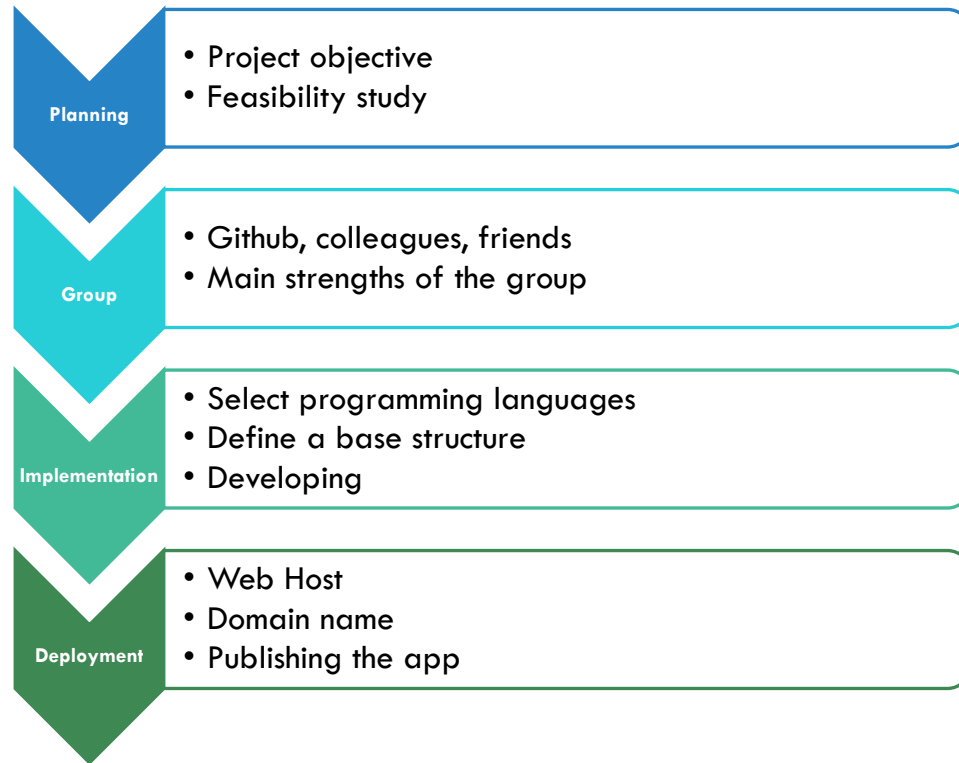 Planning
• Project objective
• Feasibility study
Group
• Github, colleagues, friends
• Main strengths of the group
Implementation
• Select programming languages
• Define a base structure
• Developing
Deployment
• Web Host
• Domain name
• Publishing the app